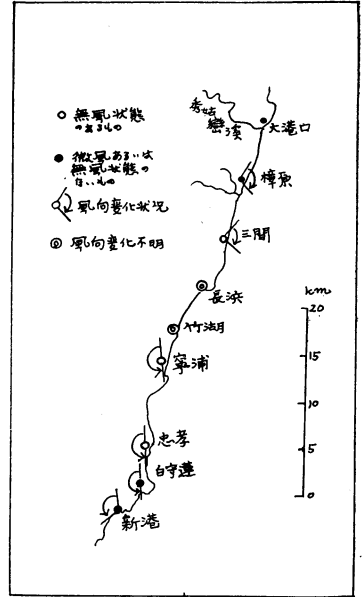 無風状態
のあるもの
微風あるいは
無風状態の
ないもの
風向変化状況
風向変化不明
秀姑
巒溪
大港口
樟原
三間
長浜
竹湖
寧浦
忠孝
白守蓮
新港
km
20
15
10
5
0